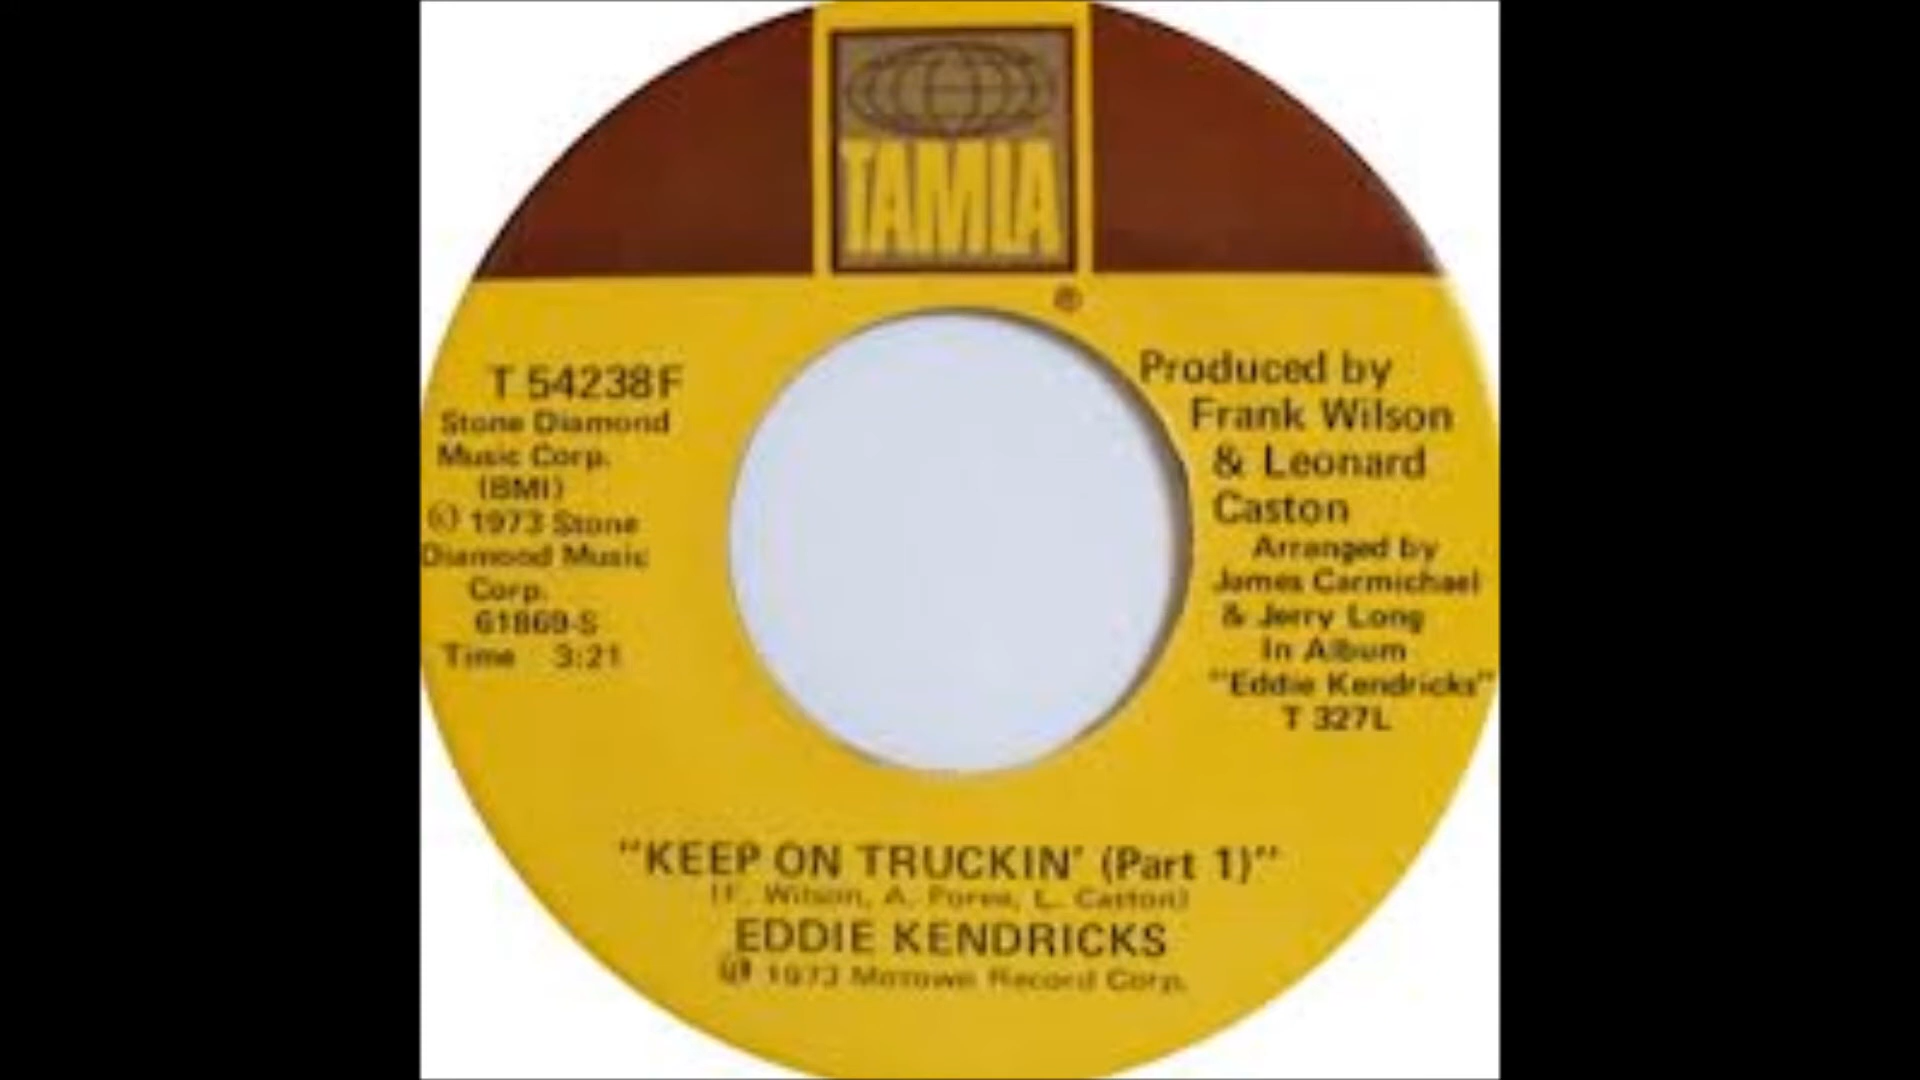 TAMLA
®
T 54238F
Stone Diamond
Music Corp.
(BMI)
© 1973 Stone
Diamond Music
Corp.
61869-S
Time 3:21
Produced by
Frank Wilson
& Leonard
Caston
Arranged by
James Carmichael
& Jerry Long
In Album
"Eddie Kendricks"
T 327L
"KEEP ON TRUCKIN' (Part 1)"
(F. Wilson, A. Poree, L. Caston)
EDDIE KENDRICKS
℗ 1973 Motown Record Corp.